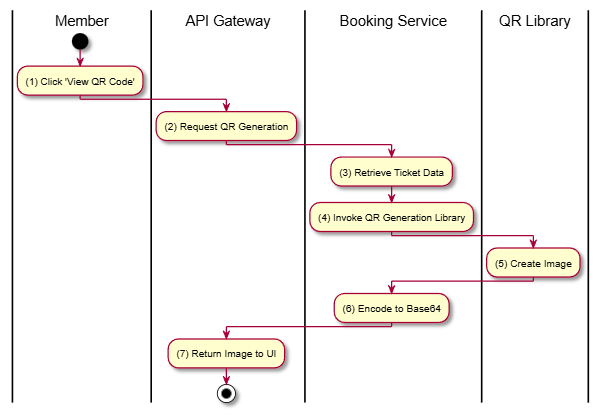 Member
API Gateway
Booking Service
QR Library
(1) Click 'View QR Code'
(2) Request QR Generation
(3) Retrieve Ticket Data
(4) Invoke QR Generation Library
(5) Create Image
(6) Encode to Base64
(7) Return Image to UI